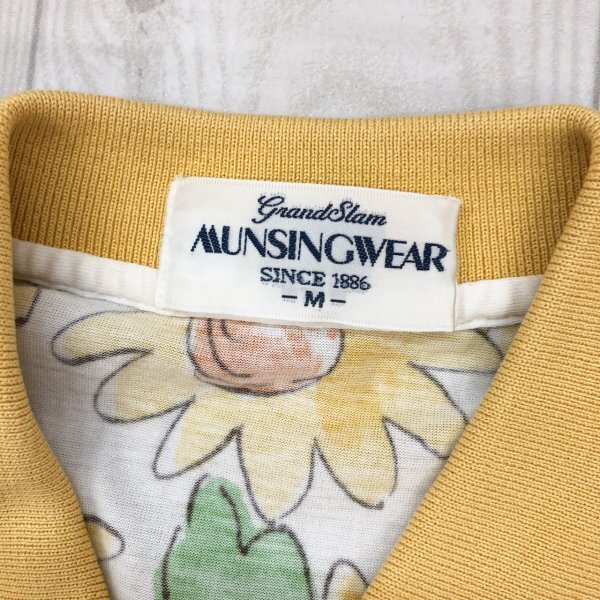 GrandSlam
MUNSINGWEAR
SINCE 1886
- M -